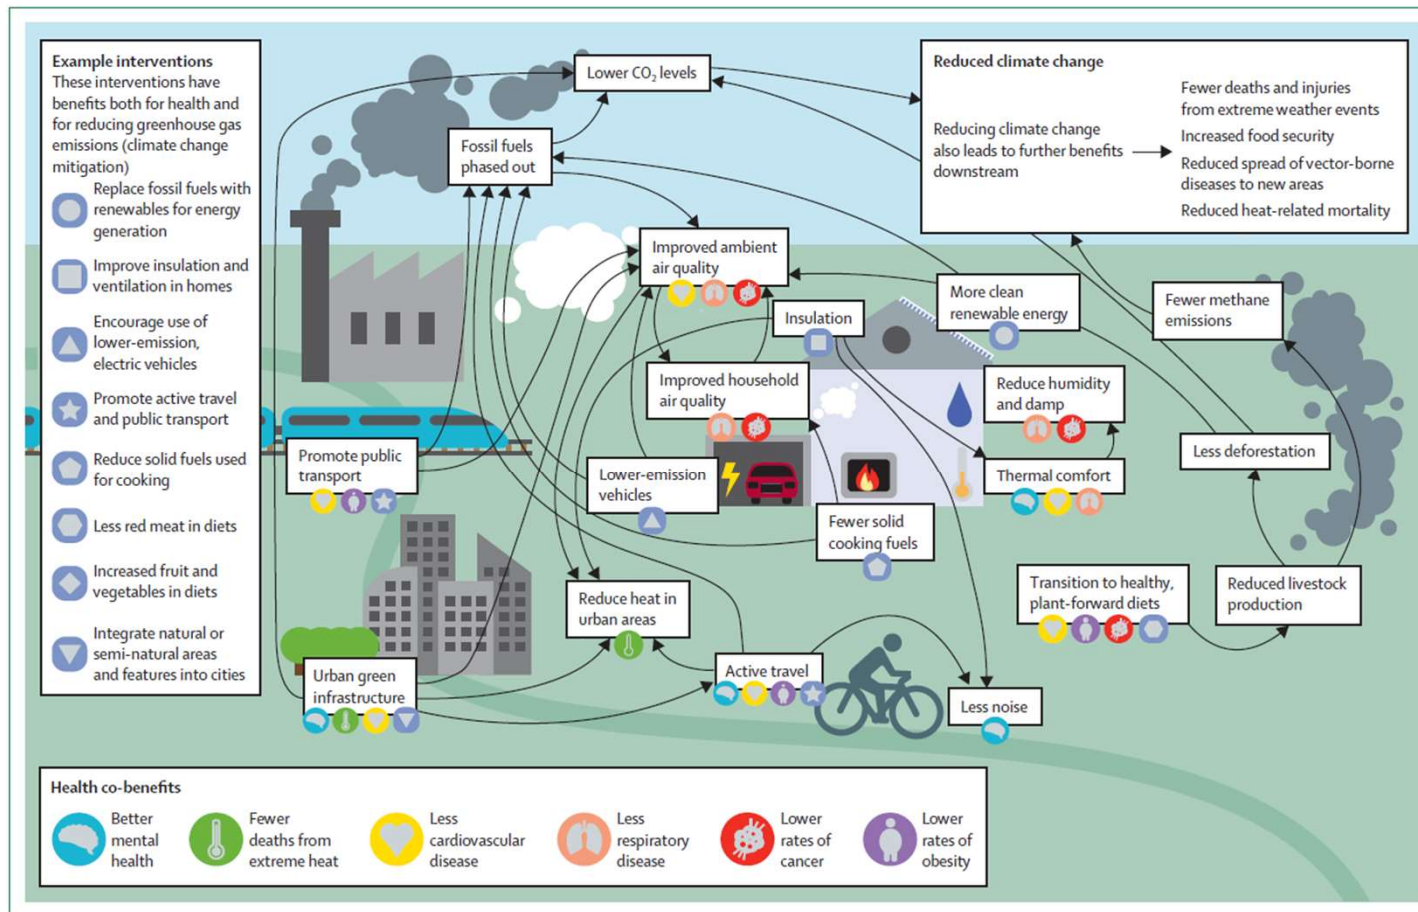 Example interventions
These interventions have
benefits both for health and
for reducing greenhouse gas
emissions (climate change
mitigation)
Replace fossil fuels with
renewables for energy
generation
Improve insulation and
ventilation in homes
Encourage use of
lower-emission,
electric vehicles
Promote active travel
and public transport
Reduce solid fuels used
for cooking
Less red meat in diets
Increased fruit and
vegetables in diets
Integrate natural or
semi-natural areas
and features into cities
Lower CO₂ levels
Fossil fuels
phased out
Reduced climate change
Reducing climate change
also leads to further benefits
downstream
Fewer deaths and injuries
from extreme weather events
Increased food security
Reduced spread of vector-borne
diseases to new areas
Reduced heat-related mortality
Improved ambient
air quality
Insulation
More clean
renewable energy
Fewer methane
emissions
Improved household
air quality
Reduce humidity
and damp
Promote public
transport
Lower-emission
vehicles
Thermal comfort
Less deforestation
Fewer solid
cooking fuels
Reduce heat in
urban areas
Transition to healthy,
plant-forward diets
Reduced livestock
production
Urban green
infrastructure
Active travel
Less noise
Health co-benefits
Better
mental
health
Fewer
deaths from
extreme heat
Less
cardiovascular
disease
Less
respiratory
disease
Lower
rates of
cancer
Lower
rates of
obesity